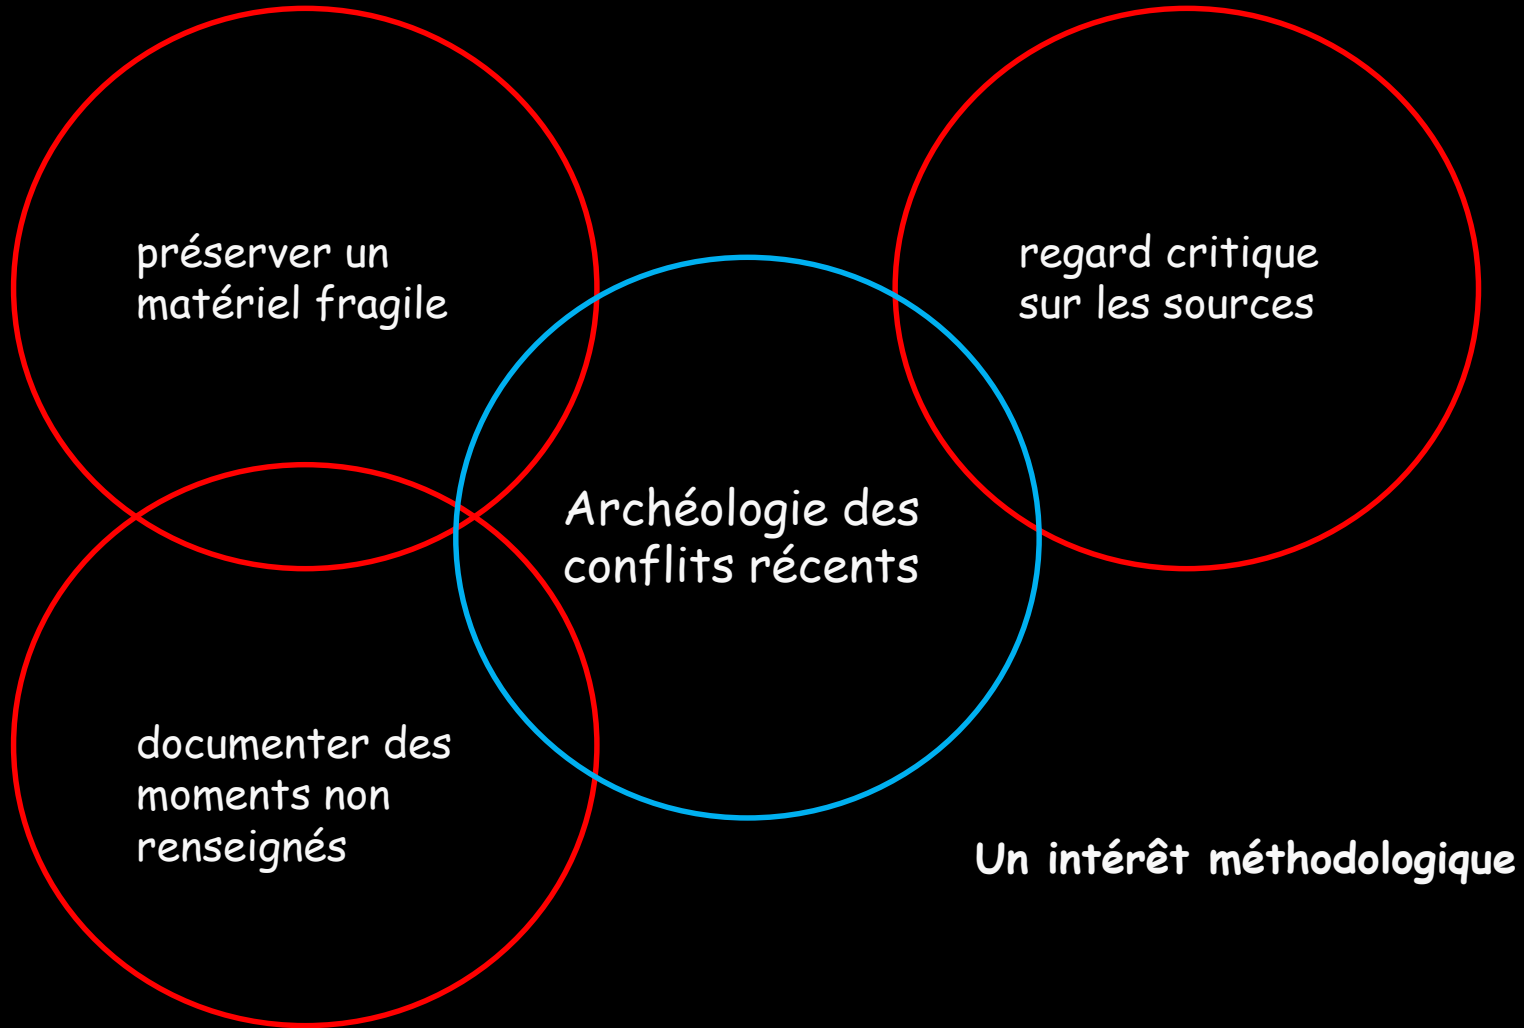 préserver un
matériel fragile
regard critique
sur les sources
Archéologie des
conflits récents
documenter des
moments non
renseignés
Un intérêt méthodologique